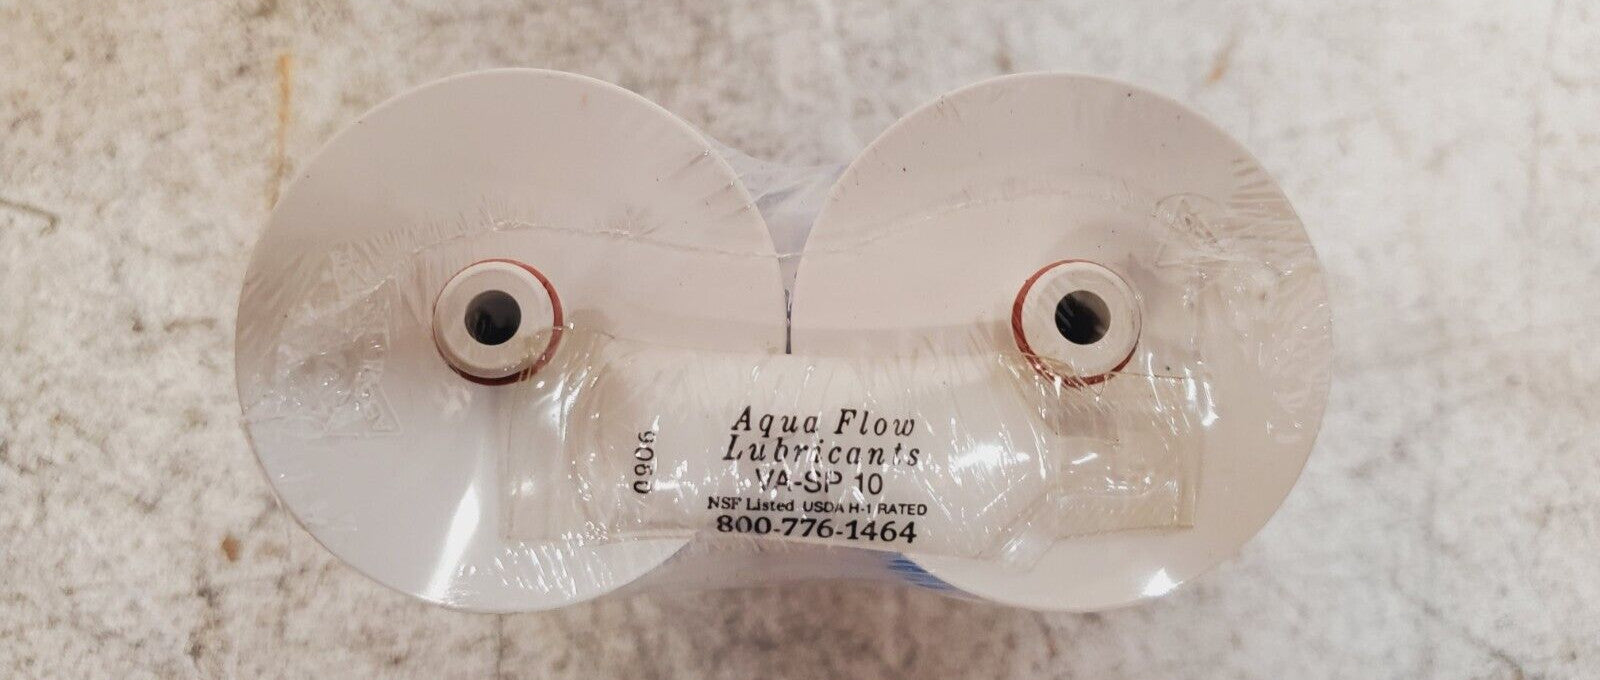 Aqua Flow
Lubricants
VA-SP 10
NSF Listed USDA H-1 RATED
800-776-1464
0906